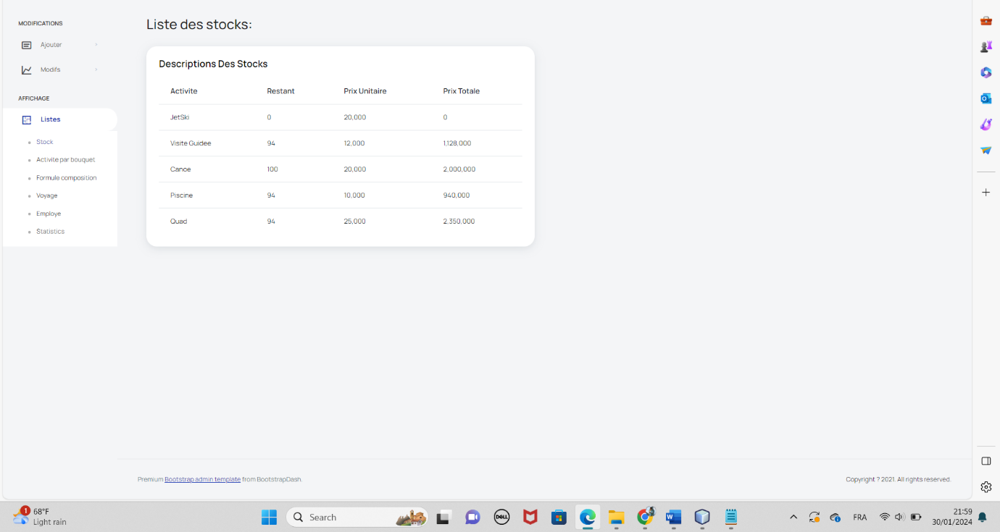 MODIFICATIONS
Ajouter
Modifs
AFFICHAGE
Listes
Stock
Activite par bouquet
Formule composition
Voyage
Employe
Statistics
Liste des stocks:
Descriptions Des Stocks
Activite Restant Prix Unitaire Prix Totale
JetSki 0 20,000 0
Visite Guidee 94 12,000 1,128,000
Canoe 100 20,000 2,000,000
Piscine 94 10,000 940,000
Quad 94 25,000 2,350,000
Premium Bootstrap admin template from BootstrapDash.
Copyright ? 2021. All rights reserved.
1
68°F
Light rain
Search
DELL
FRA
21:59
30/01/2024